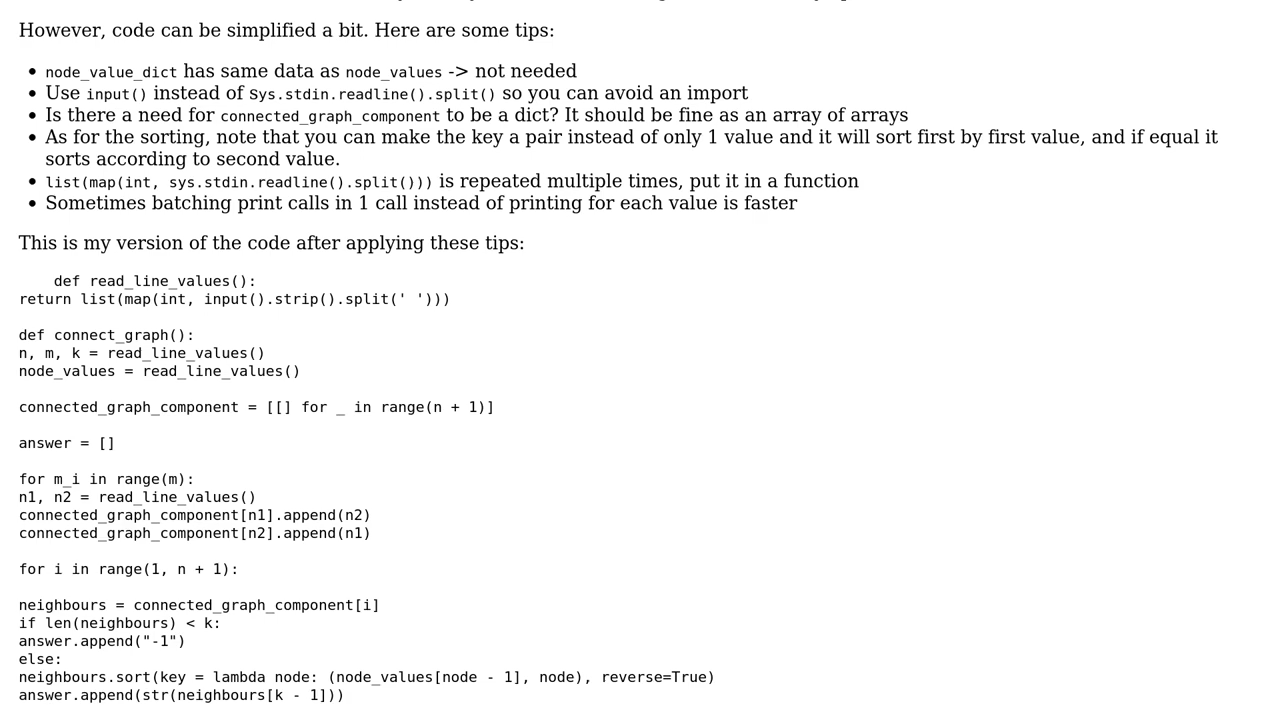 However, code can be simplified a bit. Here are some tips:
• node_value_dict has same data as node_values -> not needed
• Use input() instead of sys.stdin.readline().split() so you can avoid an import
• Is there a need for connected_graph_component to be a dict? It should be fine as an array of arrays
• As for the sorting, note that you can make the key a pair instead of only 1 value and it will sort first by first value, and if equal it
sorts according to second value.
• list(map(int, sys.stdin.readline().split())) is repeated multiple times, put it in a function
• Sometimes batching print calls in 1 call instead of printing for each value is faster
This is my version of the code after applying these tips:
    def read_line_values():
return list(map(int, input().strip().split(' ')))
def connect_graph():
n, m, k = read_line_values()
node_values = read_line_values()
connected_graph_component = [[] for _ in range(n + 1)]
answer = []
for m_i in range(m):
n1, n2 = read_line_values()
connected_graph_component[n1].append(n2)
connected_graph_component[n2].append(n1)
for i in range(1, n + 1):
neighbours = connected_graph_component[i]
if len(neighbours) < k:
answer.append("-1")
else:
neighbours.sort(key = lambda node: (node_values[node - 1], node), reverse=True)
answer.append(str(neighbours[k - 1]))